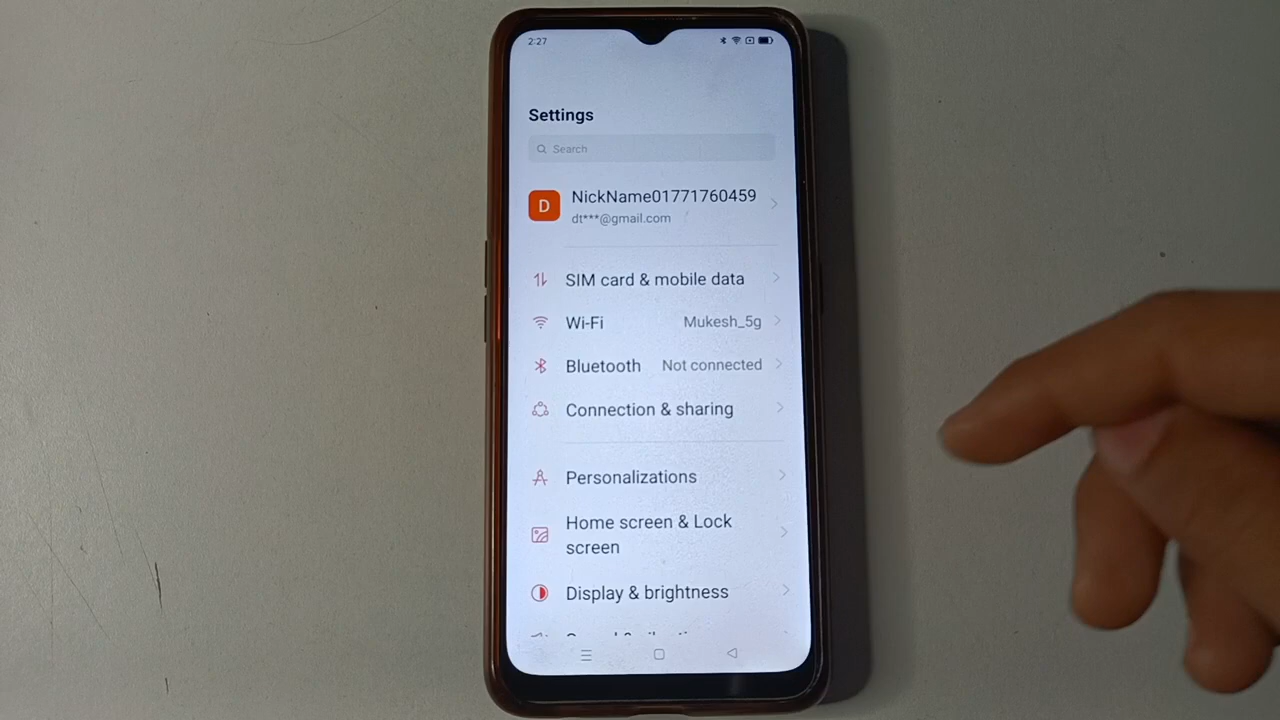 2:27
Settings
Search
D
NickName01771760459
dt***@gmail.com
SIM card & mobile data
Wi-Fi Mukesh_5g
Bluetooth Not connected
Connection & sharing
Personalizations
Home screen & Lock
screen
Display & brightness